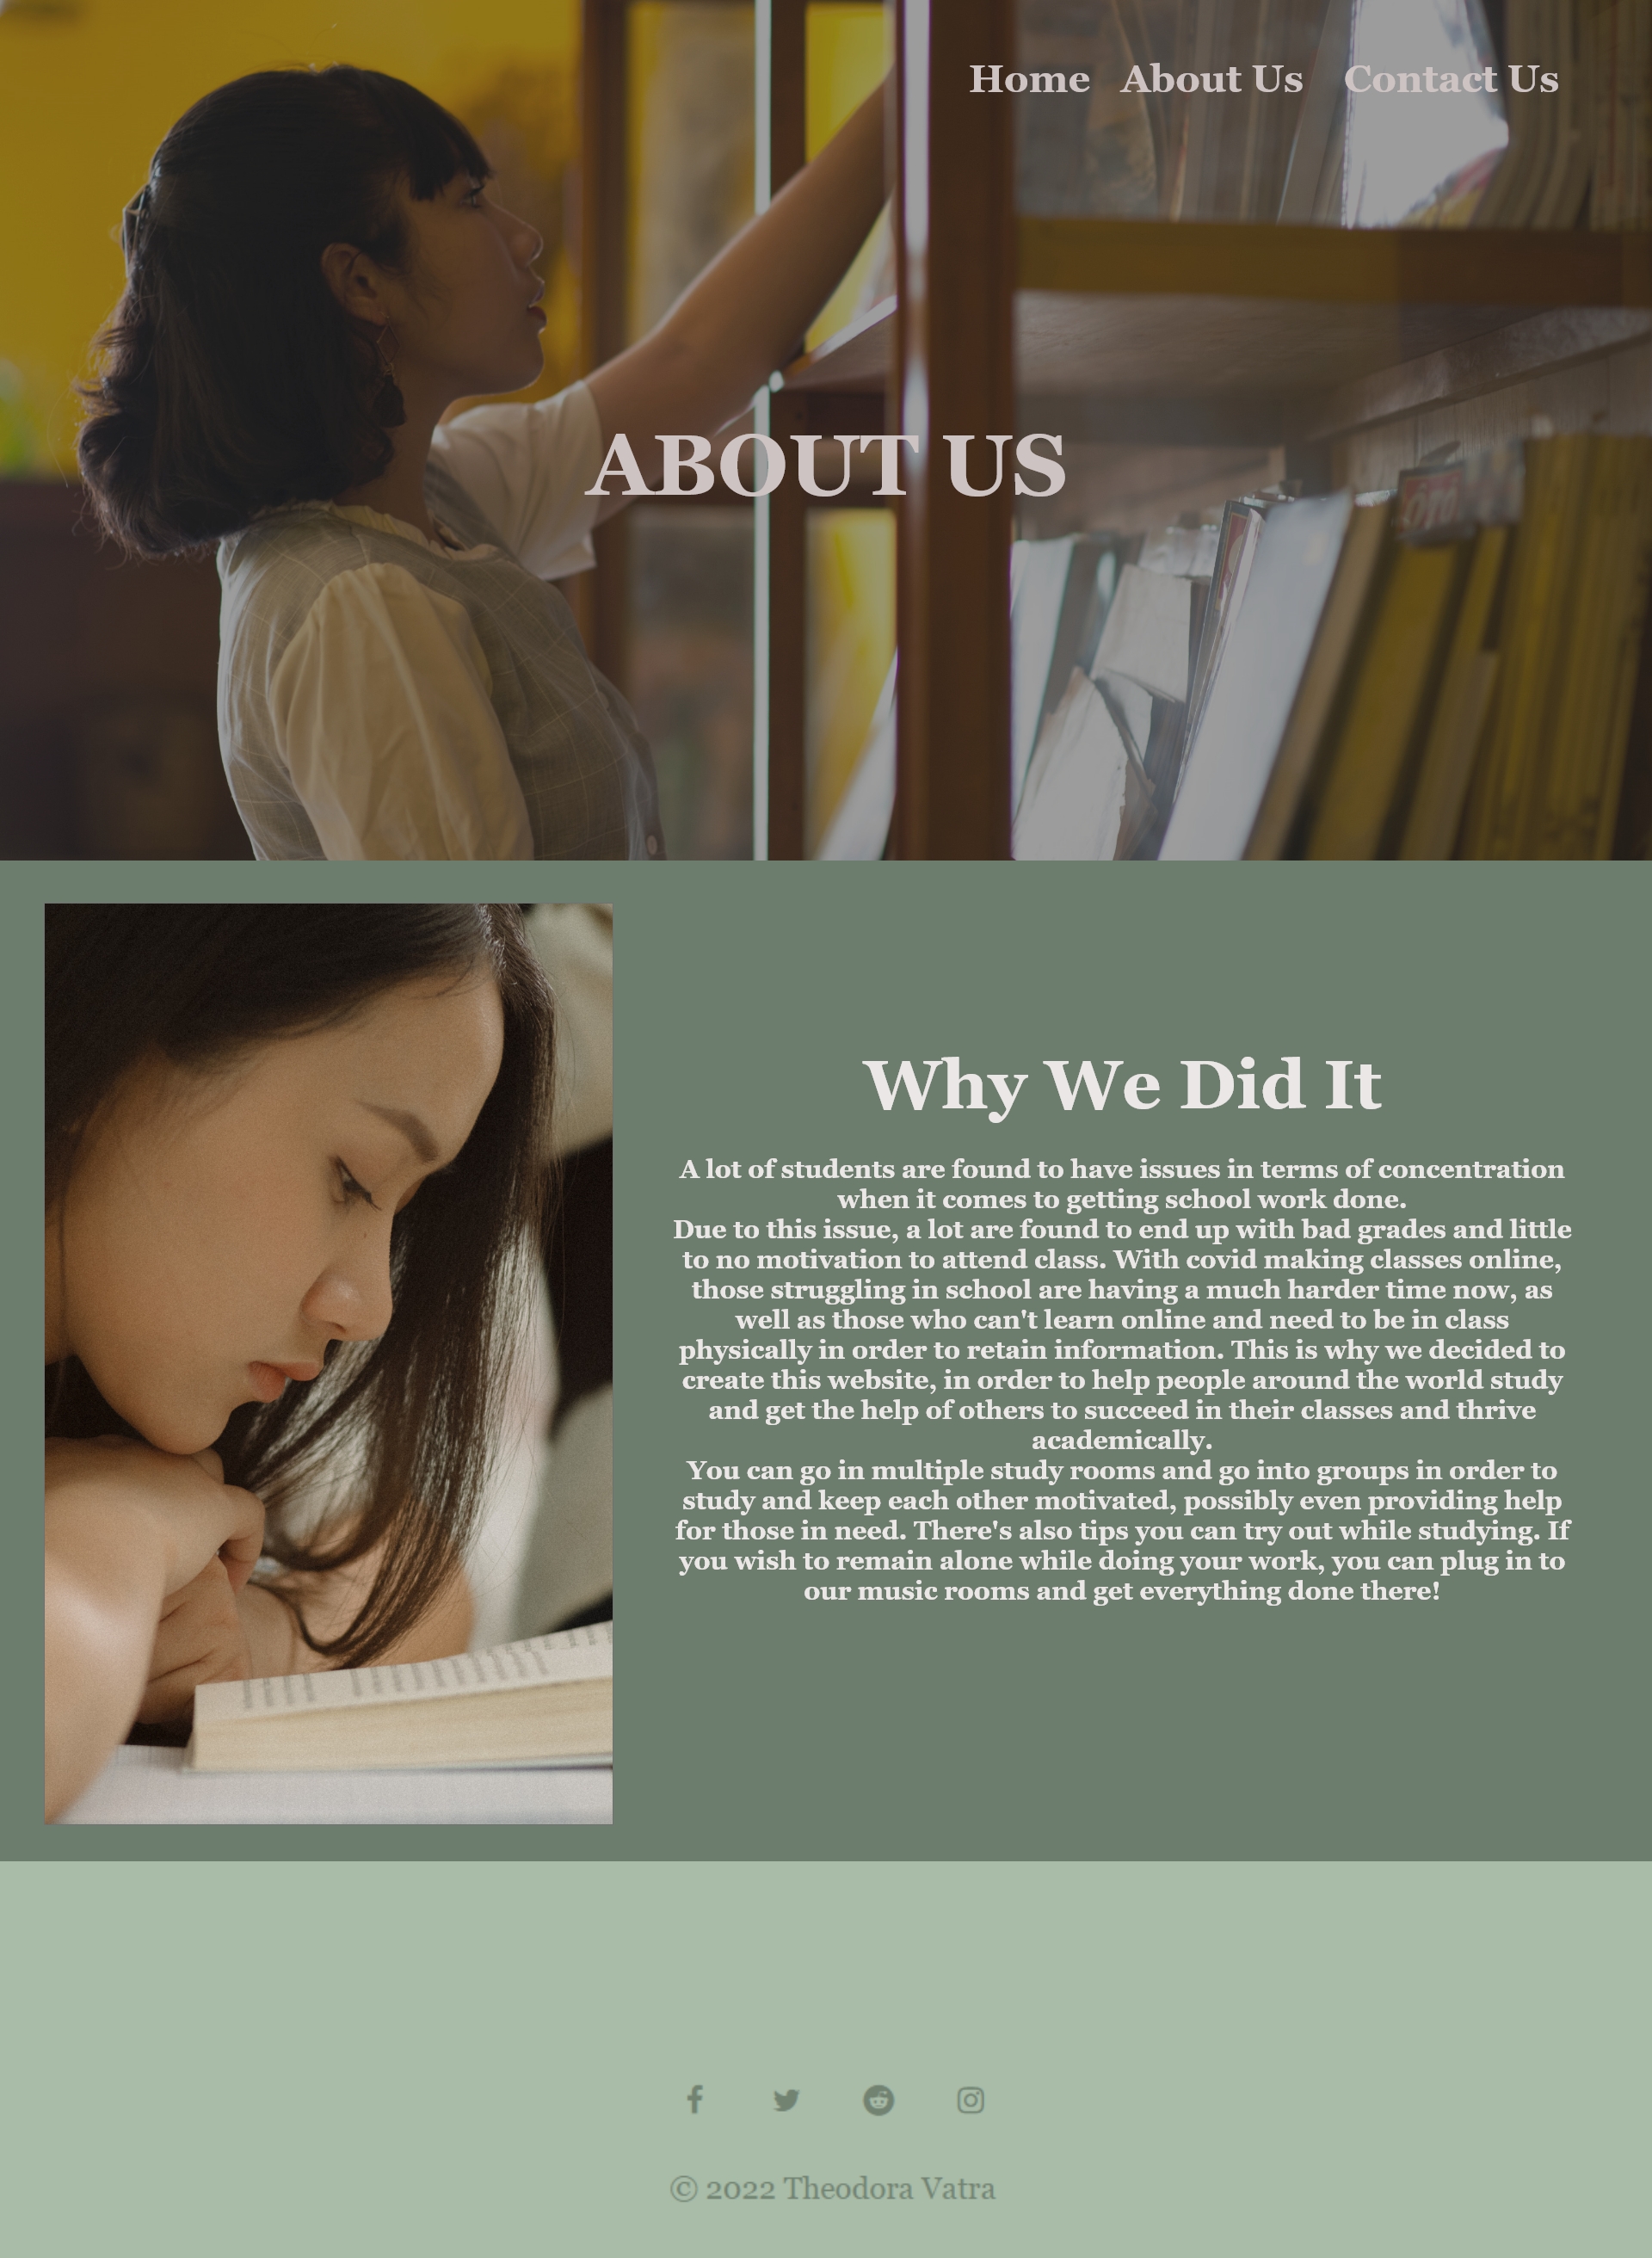 Home About Us Contact Us
ABOUT US
Why We Did It
A lot of students are found to have issues in terms of concentration
when it comes to getting school work done.
Due to this issue, a lot are found to end up with bad grades and little
to no motivation to attend class. With covid making classes online,
those struggling in school are having a much harder time now, as
well as those who can't learn online and need to be in class
physically in order to retain information. This is why we decided to
create this website, in order to help people around the world study
and get the help of others to succeed in their classes and thrive
academically.
You can go in multiple study rooms and go into groups in order to
study and keep each other motivated, possibly even providing help
for those in need. There's also tips you can try out while studying. If
you wish to remain alone while doing your work, you can plug in to
our music rooms and get everything done there!
© 2022 Theodora Vatra